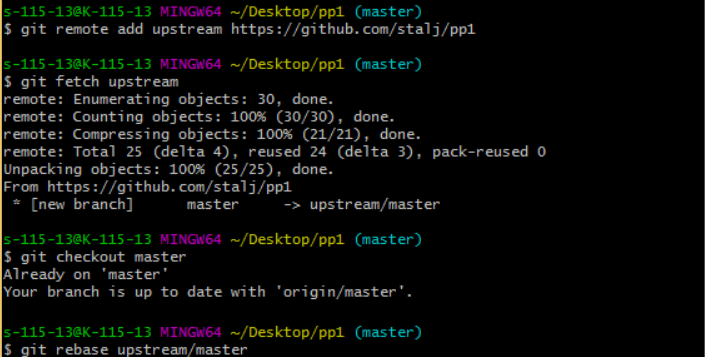 s-115-13@K-115-13 MINGW64 ~/Desktop/pp1 (master)
$ git remote add upstream https://github.com/stalj/pp1
s-115-13@K-115-13 MINGW64 ~/Desktop/pp1 (master)
$ git fetch upstream
remote: Enumerating objects: 30, done.
remote: Counting objects: 100% (30/30), done.
remote: Compressing objects: 100% (21/21), done.
remote: Total 25 (delta 4), reused 24 (delta 3), pack-reused 0
Unpacking objects: 100% (25/25), done.
From https://github.com/stalj/pp1
 * [new branch]      master     -> upstream/master
s-115-13@K-115-13 MINGW64 ~/Desktop/pp1 (master)
$ git checkout master
Already on 'master'
Your branch is up to date with 'origin/master'.
s-115-13@K-115-13 MINGW64 ~/Desktop/pp1 (master)
$ git rebase upstream/master